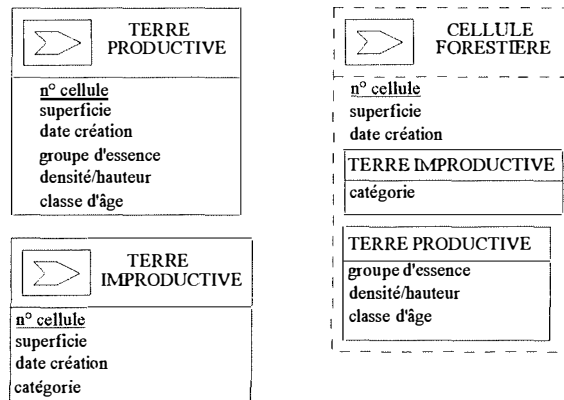 TERRE
PRODUCTIVE
n° cellule
superficie
date création
groupe d'essence
densité/hauteur
classe d'âge
TERRE
IMPRODUCTIVE
n° cellule
superficie
date création
catégorie
CELLULE
FORESTIERE
n° cellule
superficie
date création
TERRE IMPRODUCTIVE
catégorie
TERRE PRODUCTIVE
groupe d'essence
densité/hauteur
classe d'âge